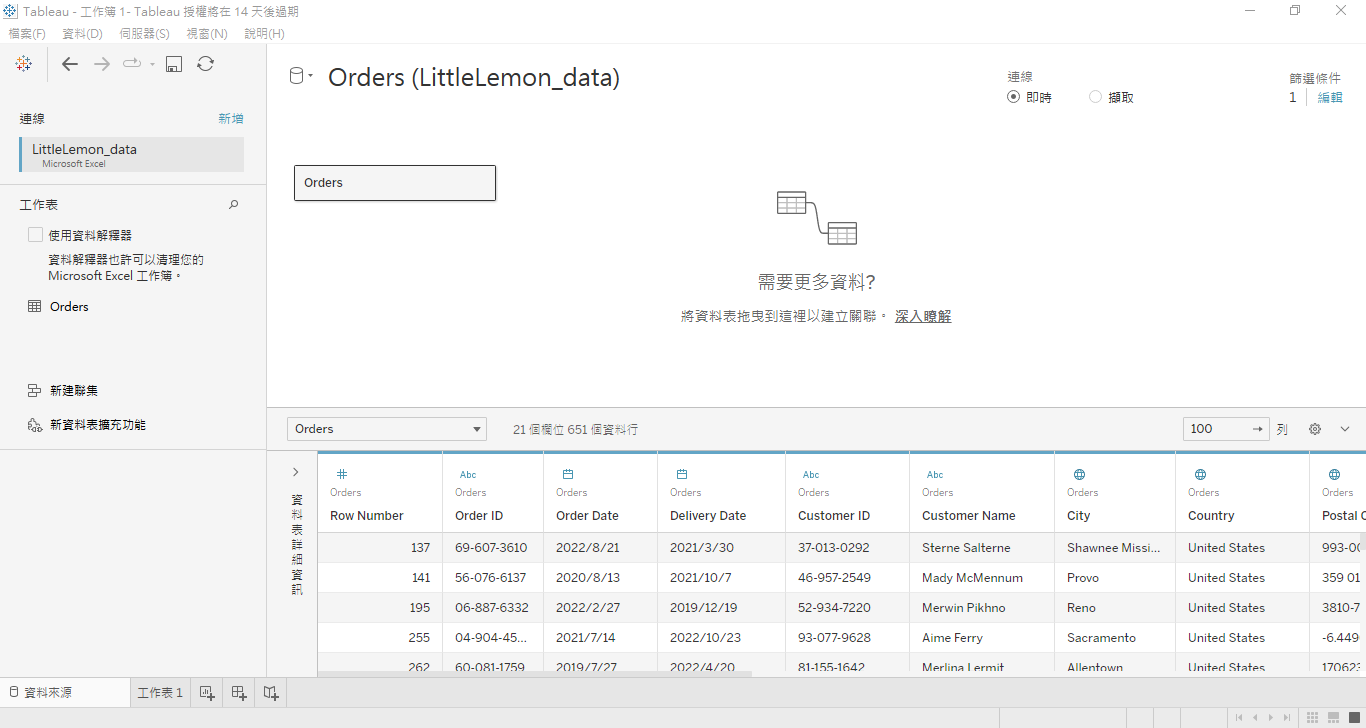 Tableau - 工作簿 1- Tableau 授權將在 14 天後過期
檔案(F) 資料(D) 伺服器(S) 視窗(N) 說明(H)
Orders (LittleLemon_data)
連線
即時 擷取
篩選條件
1 編輯
連線 新增
LittleLemon_data
Microsoft Excel
工作表
使用資料解釋器
資料解釋器也許可以清理您的
Microsoft Excel 工作簿。
Orders
新建聯集
新資料表擴充功能
Orders
需要更多資料?
將資料表拖曳到這裡以建立關聯。 深入瞭解
Orders 21 個欄位 651 個資料行 100 列
資料表詳細資訊
Abc Abc Abc
Orders Orders Orders Orders Orders Orders Orders Orders Orders
Row Number Order ID Order Date Delivery Date Customer ID Customer Name City Country Postal C
137 69-607-3610 2022/8/21 2021/3/30 37-013-0292 Sterne Salterne Shawnee Missi... United States 993-00
141 56-076-6137 2020/8/13 2021/10/7 46-957-2549 Mady McMennum Provo United States 359 01
195 06-887-6332 2022/2/27 2019/12/19 52-934-7220 Merwin Pikhno Reno United States 3810-7
255 04-904-45... 2021/7/14 2022/10/23 93-077-9628 Aime Ferry Sacramento United States -6.449
262 60-081-1759 2019/7/27 2022/4/20 81-155-1642 Merlina Lermit Allentown United States 170623
資料來源 工作表 1